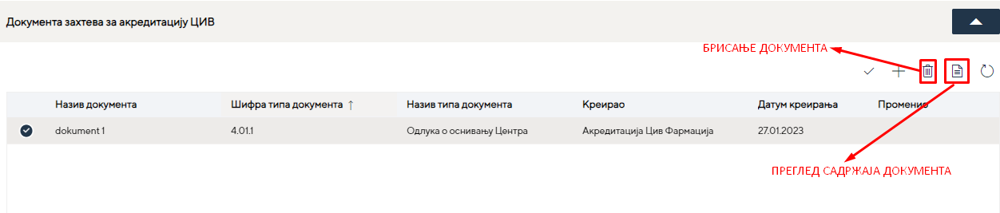 Документа захтева за акредитацију ЦИВ
БРИСАЊЕ ДОКУМЕНТА
Назив документа Шифра типа документа ↑ Назив типа документа Креирао Датум креирања Променио
dokument 1 4.01.1 Одлука о оснивању Центра Акредитација Цив Фармација 27.01.2023
ПРЕГЛЕД САДРЖАЈА ДОКУМЕНТА